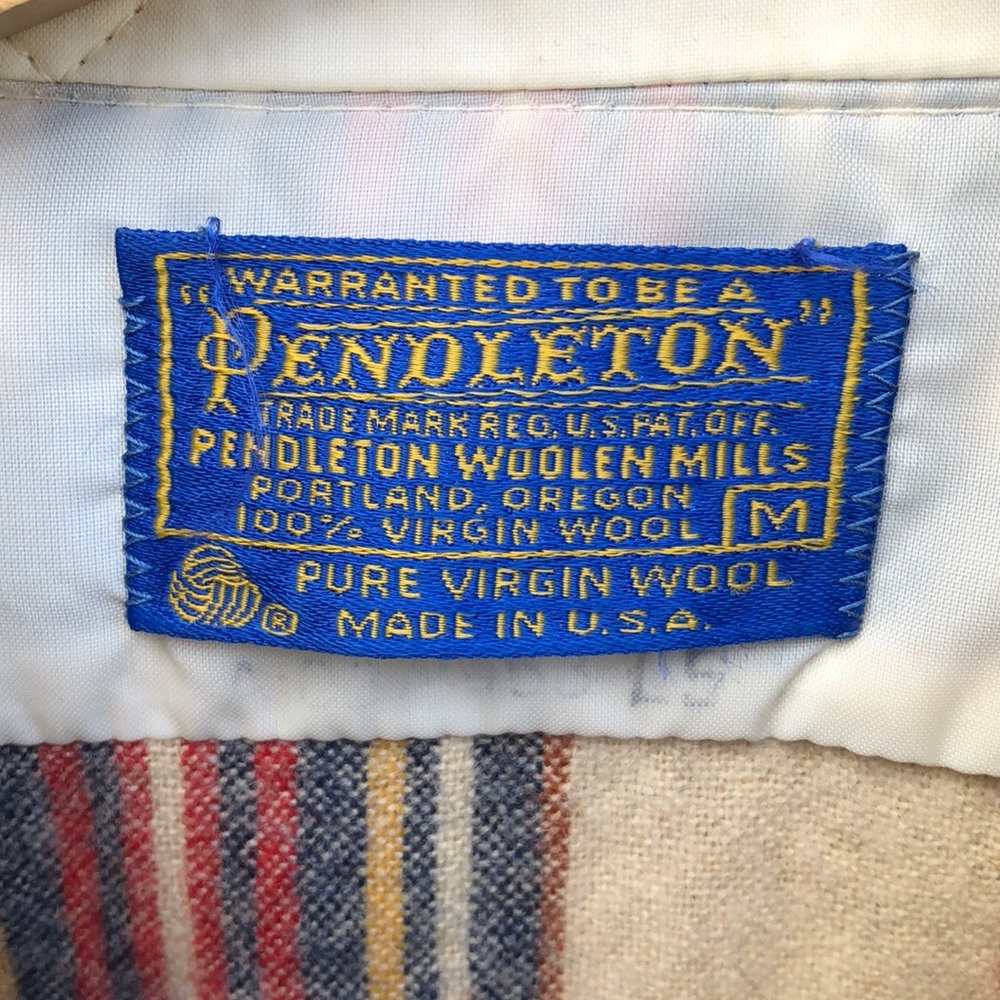 WARRANTED TO BE A
"PENDLETON"
TRADE MARK REG. U.S. PAT. OFF.
PENDLETON WOOLEN MILLS
PORTLAND, OREGON
100% VIRGIN WOOL M
PURE VIRGIN WOOL
® MADE IN U.S.A.